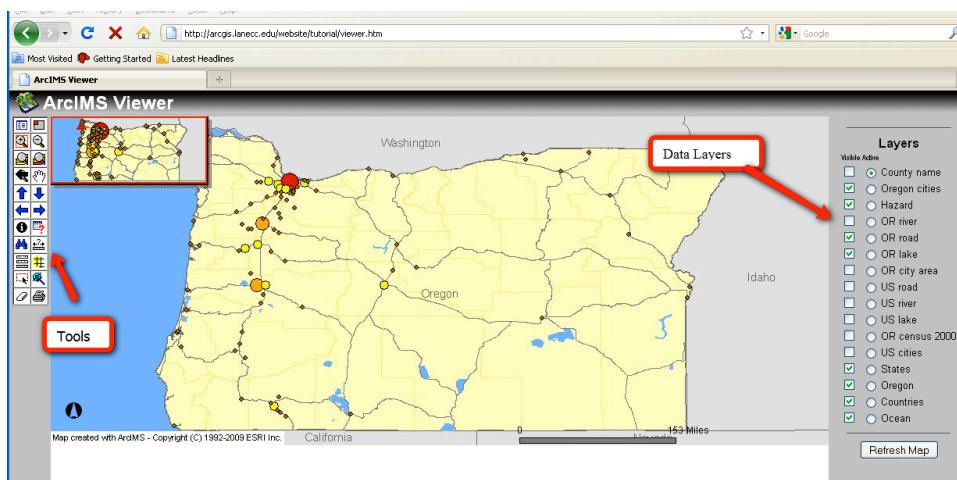 http://arcgis.lanecc.edu/website/tutorial/viewer.htm
Google
Most Visited Getting Started Latest Headlines
ArcIMS Viewer
ArcIMS Viewer
Washington
Data Layers
Layers
Visible Active
County name
Oregon cities
Hazard
OR river
OR road
OR lake
OR city area
US road
US river
US lake
OR census 2000
US cities
States
Oregon
Countries
Ocean
Refresh Map
Idaho
Oregon
Tools
Map created with ArcIMS - Copyright (C) 1992-2009 ESRI Inc.
California
0
153 Miles
Nevada